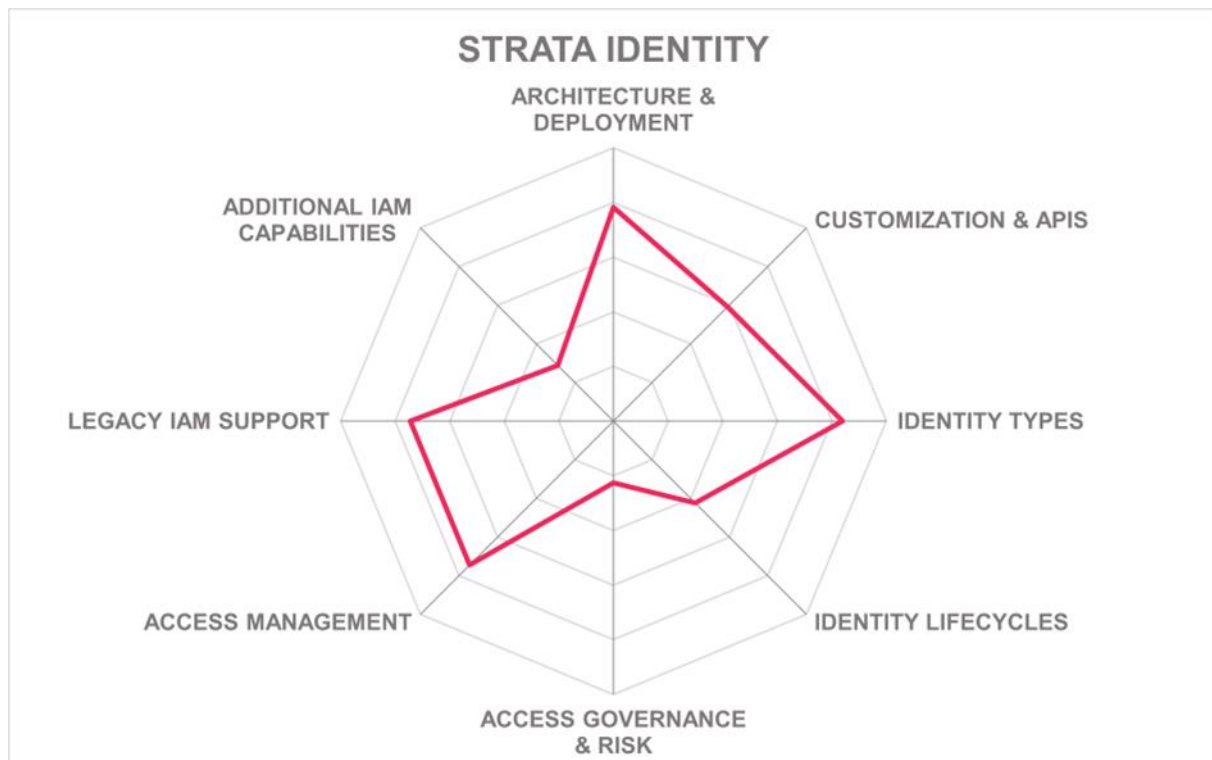 STRATA IDENTITY
ARCHITECTURE &
DEPLOYMENT
ADDITIONAL IAM
CAPABILITIES
CUSTOMIZATION & APIS
LEGACY IAM SUPPORT
IDENTITY TYPES
ACCESS MANAGEMENT
IDENTITY LIFECYCLES
ACCESS GOVERNANCE
& RISK